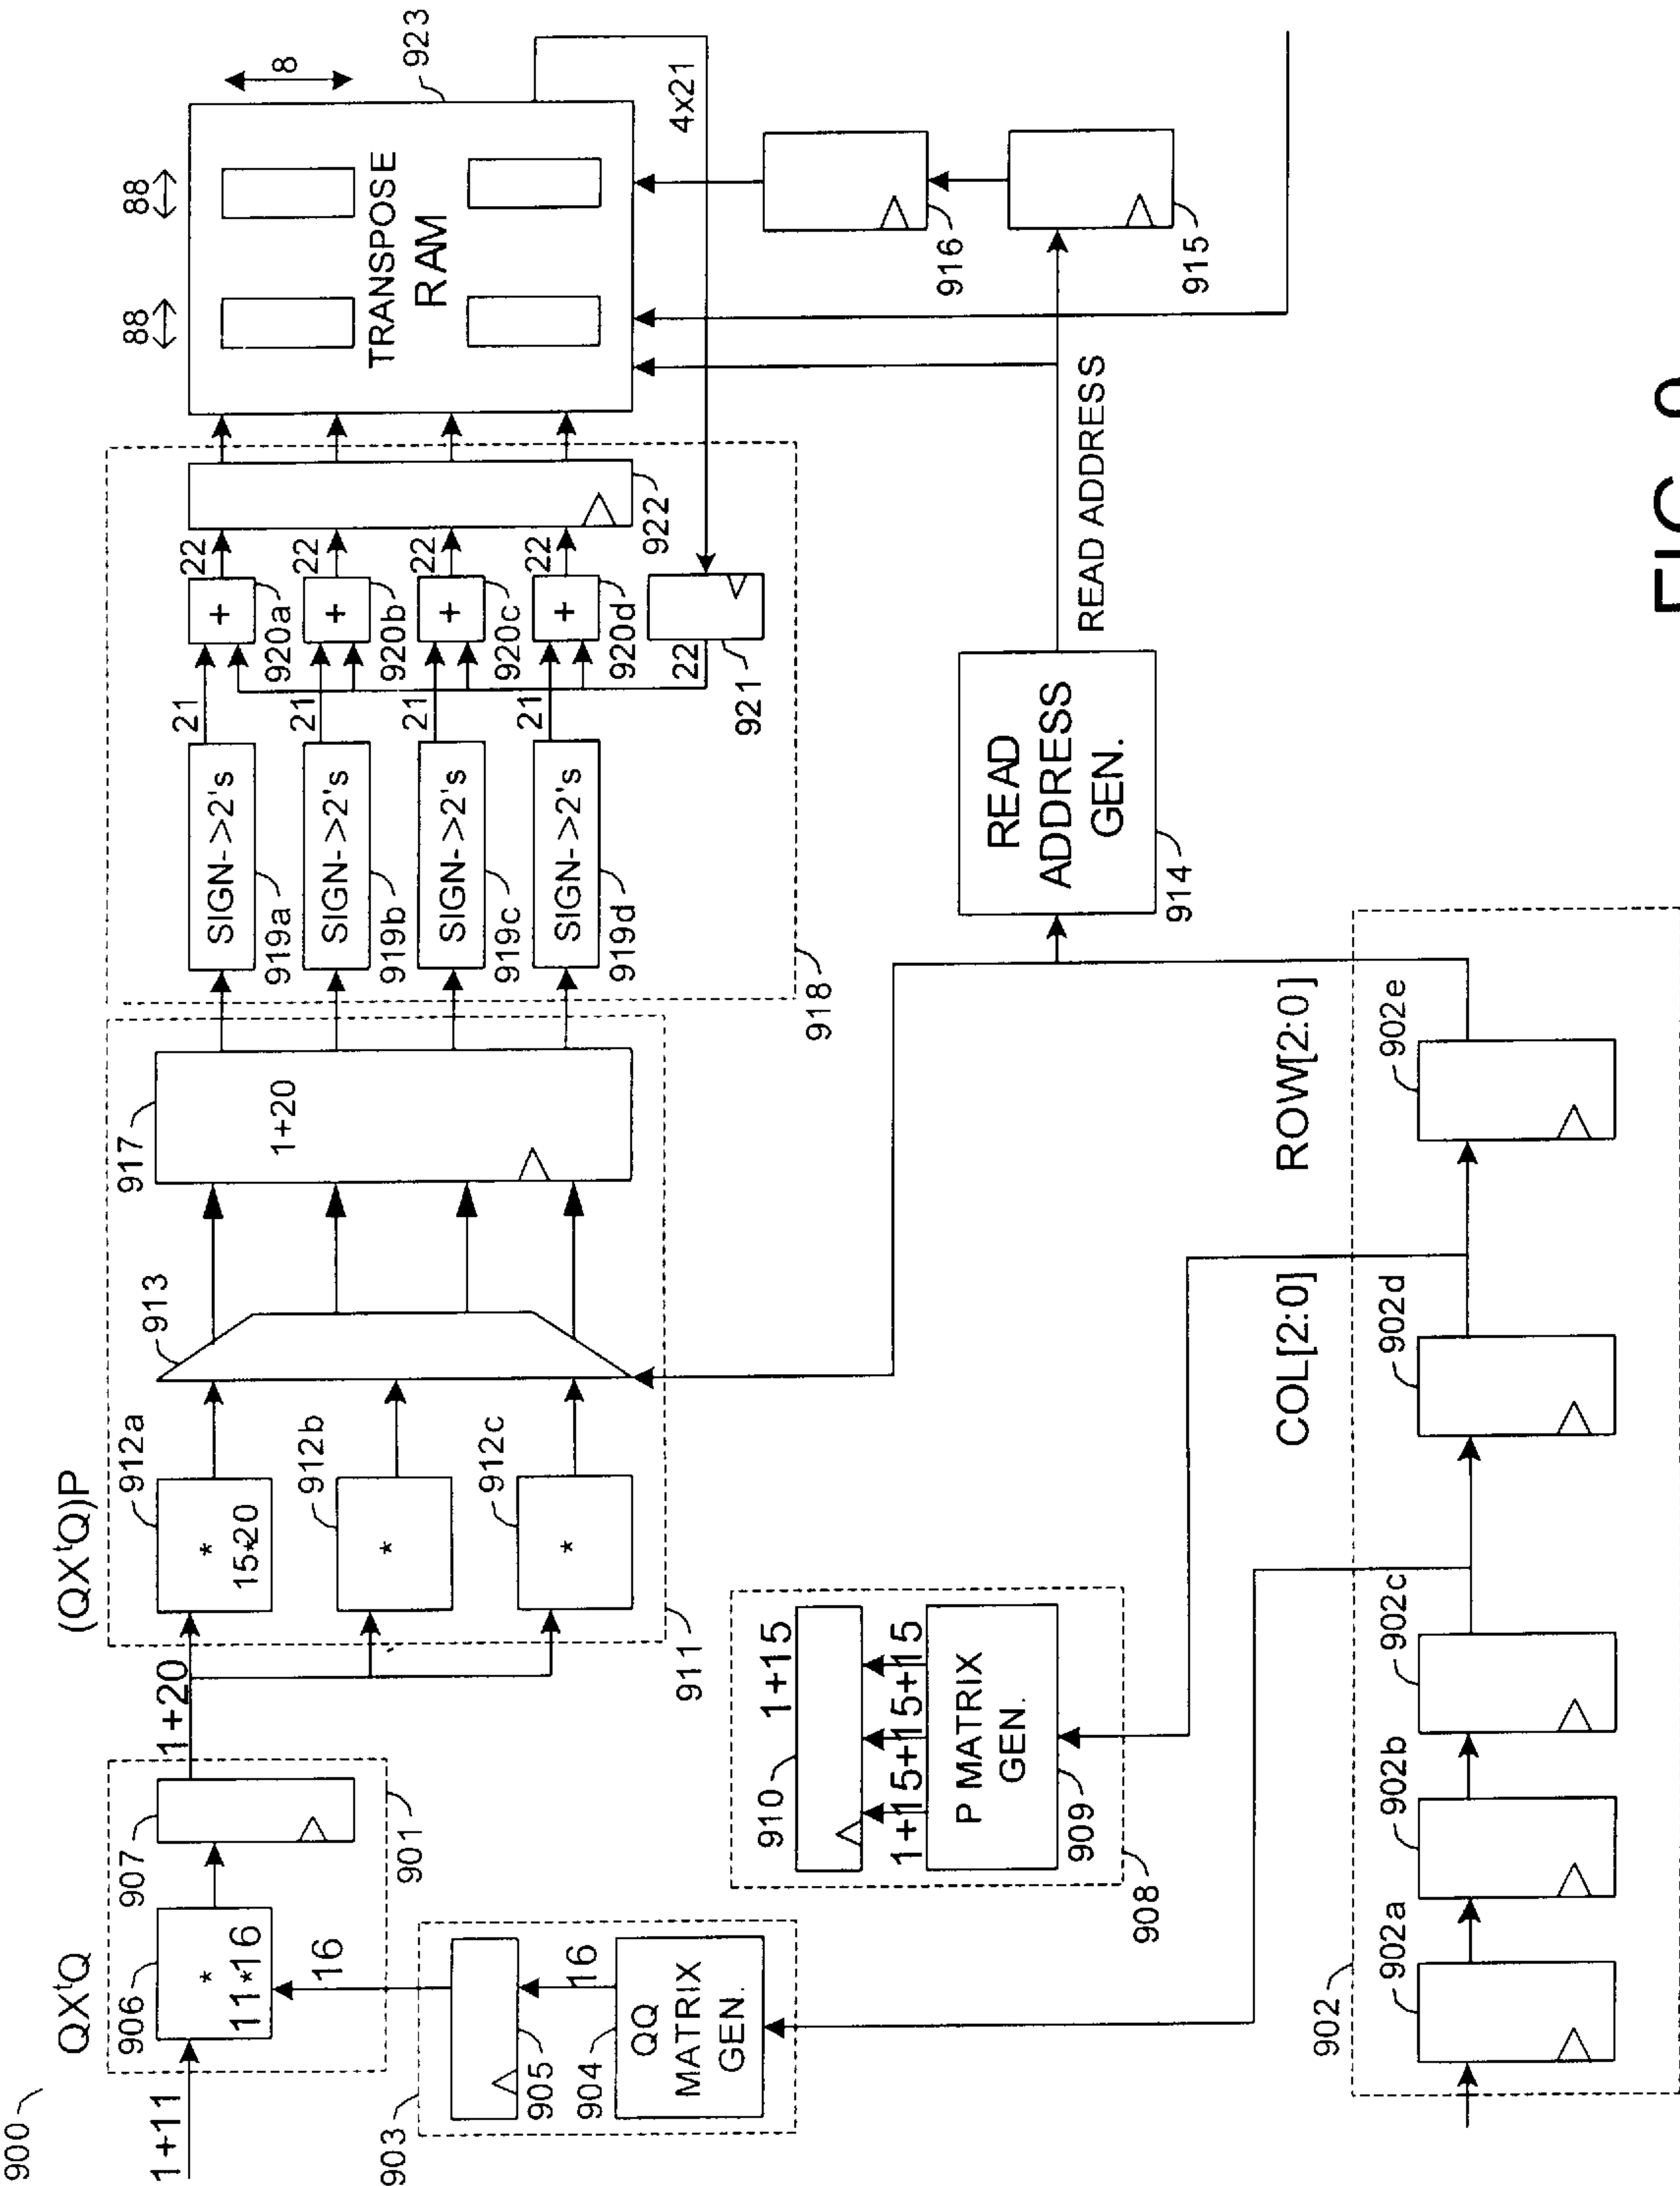 900
QXᵗQ
(QXᵗQ)P
1+11
906
*
11*16
907
901
16
1+20
912a
*
15*20
912b
*
912c
*
911
913
917
1+20
SIGN->2's
919a
SIGN->2's
919b
SIGN->2's
919c
SIGN->2's
919d
918
21
21
21
21
+
920a
+
920b
+
920c
+
920d
22
22
22
22
22
921
922
88
88
8
923
TRANSPOSE
RAM
4x21
903
905
16
904
QQ
MATRIX
GEN.
910
1+15
1+15+15+15
P MATRIX
GEN.
909
908
READ
ADDRESS
GEN.
914
READ ADDRESS
916
915
COL[2:0]
ROW[2:0]
902
902a
902b
902c
902d
902e
FIG.